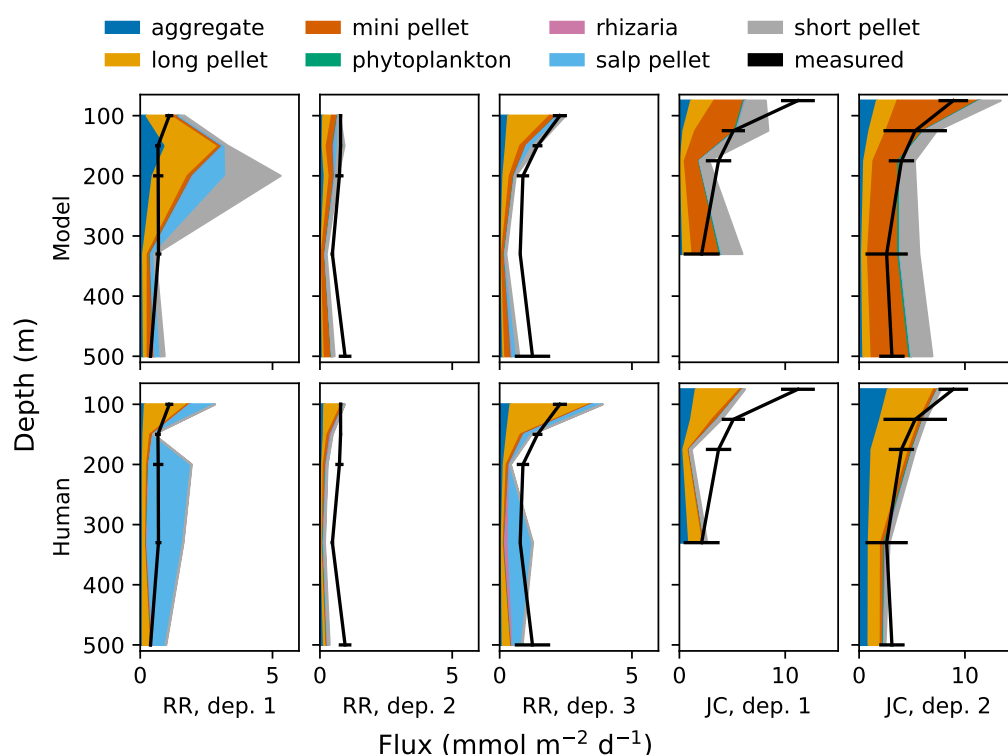 aggregate mini pellet rhizaria short pellet
long pellet phytoplankton salp pellet measured
Depth (m)
Model
100
200
300
400
500
Human
100
200
300
400
500
0 5 0 5 0 5 0 10 0 10
RR, dep. 1 RR, dep. 2 RR, dep. 3 JC, dep. 1 JC, dep. 2
Flux (mmol m⁻² d⁻¹)